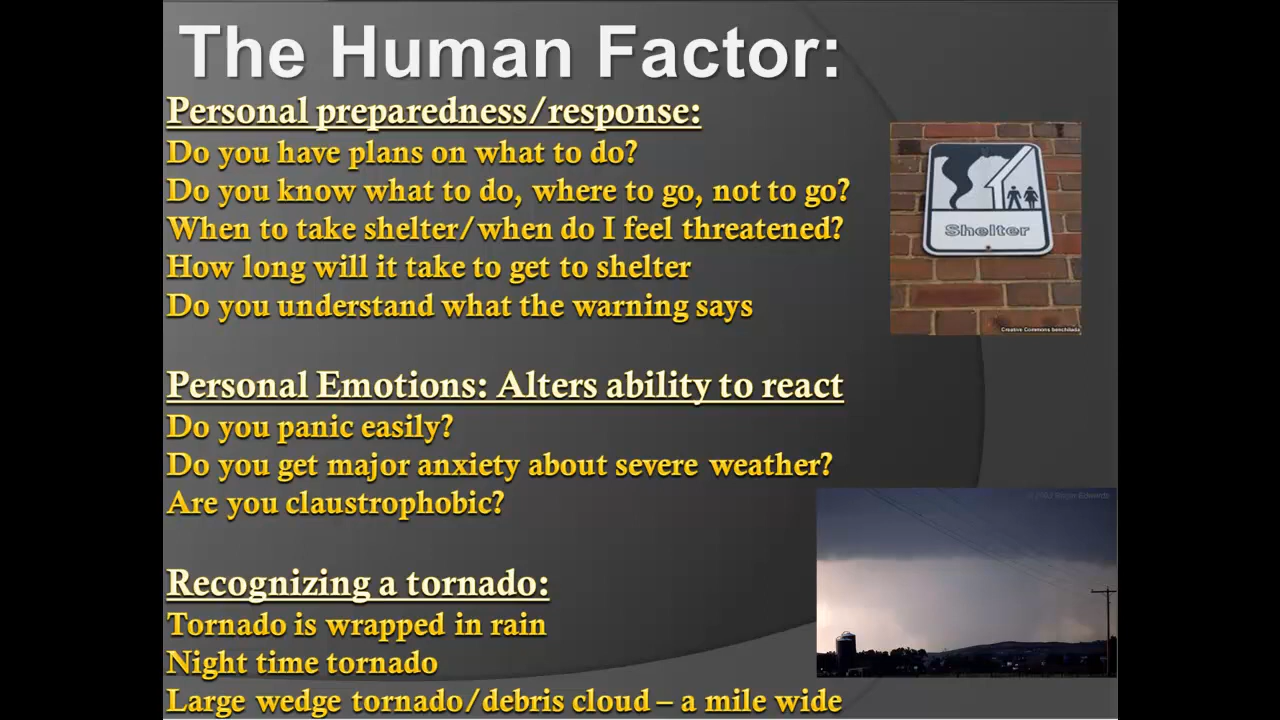 The Human Factor:
Personal preparedness/response:
Do you have plans on what to do?
Do you know what to do, where to go, not to go?
When to take shelter/when do I feel threatened?
How long will it take to get to shelter
Do you understand what the warning says
Personal Emotions: Alters ability to react
Do you panic easily?
Do you get major anxiety about severe weather?
Are you claustrophobic?
Recognizing a tornado:
Tornado is wrapped in rain
Night time tornado
Large wedge tornado/debris cloud – a mile wide
Shelter
Creative Commons benchilada
Edwards